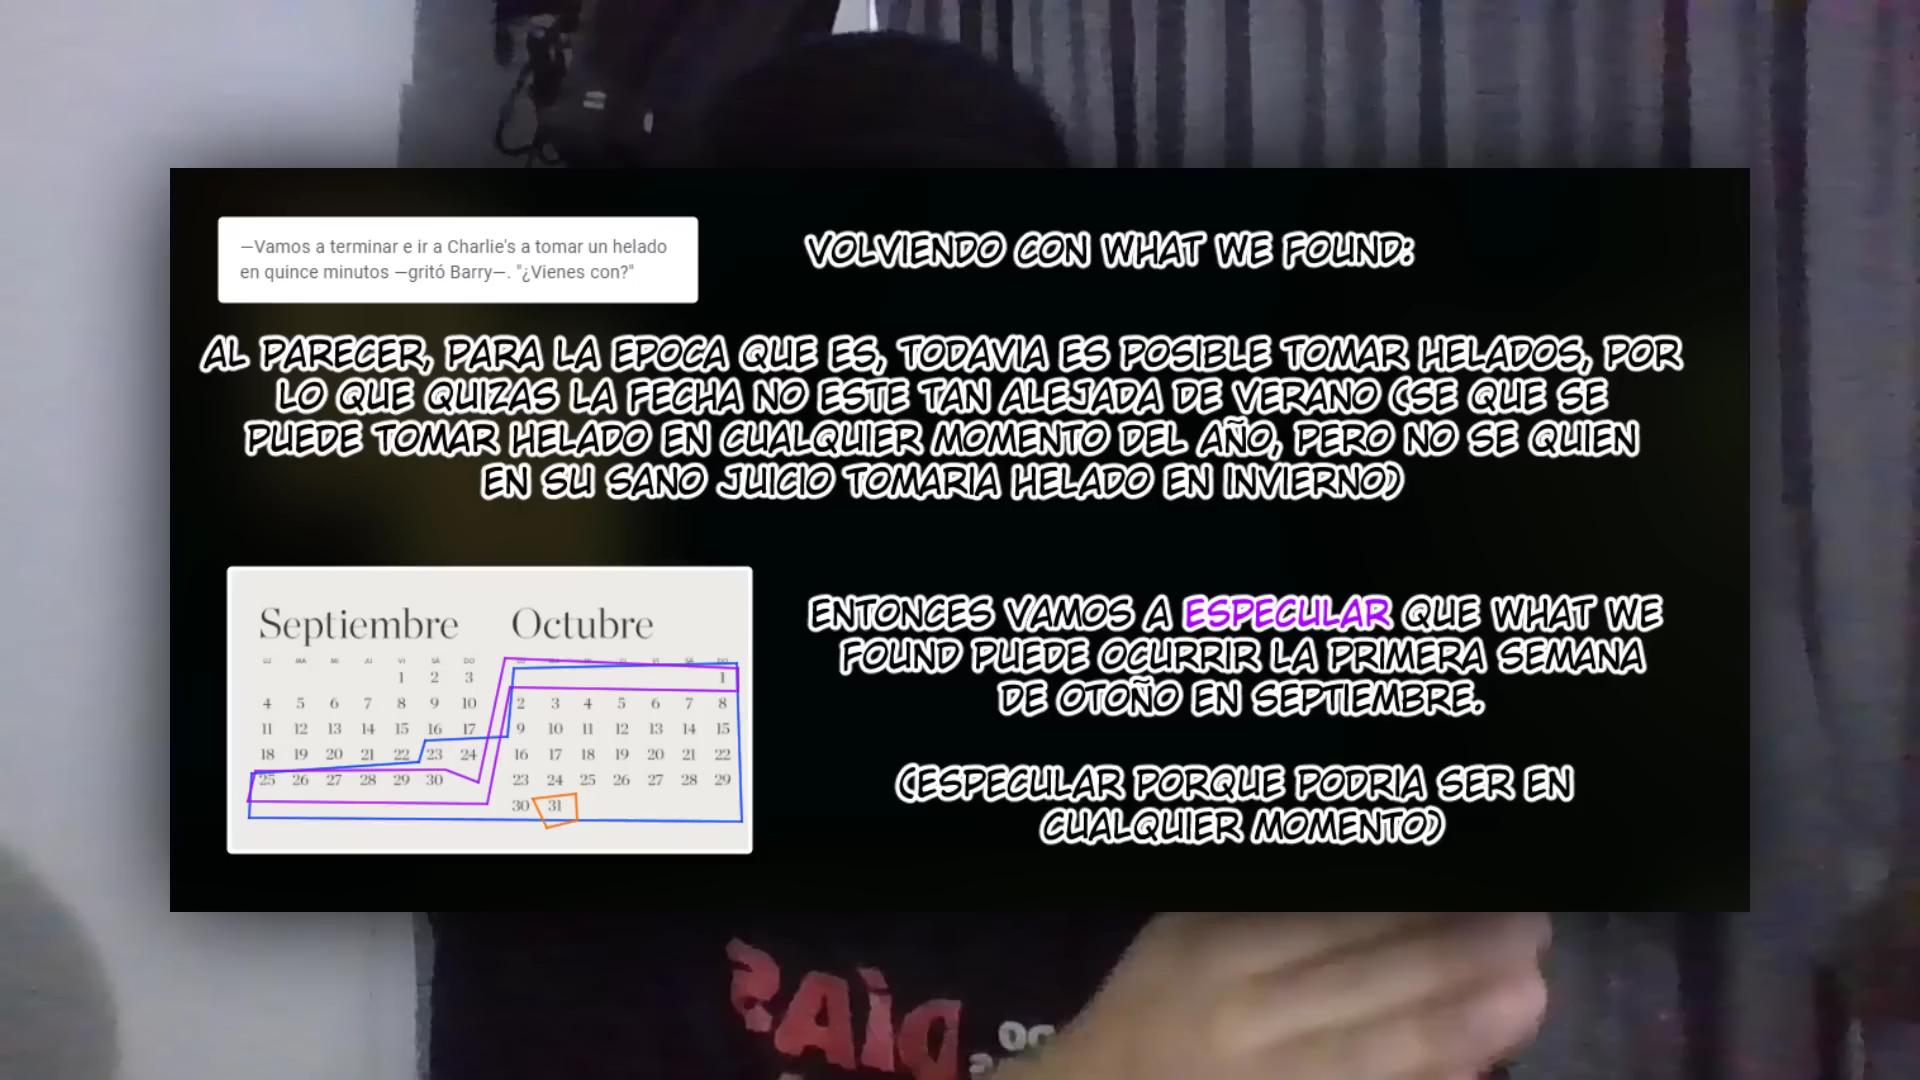 —Vamos a terminar e ir a Charlie's a tomar un helado
en quince minutos —gritó Barry—. "¿Vienes con?"
VOLVIENDO CON WHAT WE FOUND:
AL PARECER, PARA LA EPOCA QUE ES, TODAVIA ES POSIBLE TOMAR HELADOS, POR
LO QUE QUIZAS LA FECHA NO ESTE TAN ALEJADA DE VERANO (SE QUE SE
PUEDE TOMAR HELADO EN CUALQUIER MOMENTO DEL AÑO, PERO NO SE QUIEN
EN SU SANO JUICIO TOMARIA HELADO EN INVIERNO)
Septiembre
LU MA MI JU VI SÁ DO
1 2 3
4 5 6 7 8 9 10
11 12 13 14 15 16 17
18 19 20 21 22 23 24
25 26 27 28 29 30
Octubre
1
2 3 4 5 6 7 8
9 10 11 12 13 14 15
16 17 18 19 20 21 22
23 24 25 26 27 28 29
30 31
ENTONCES VAMOS A ESPECULAR QUE WHAT WE
FOUND PUEDE OCURRIR LA PRIMERA SEMANA
DE OTOÑO EN SEPTIEMBRE.
(ESPECULAR PORQUE PODRIA SER EN
CUALQUIER MOMENTO)
DÍAS